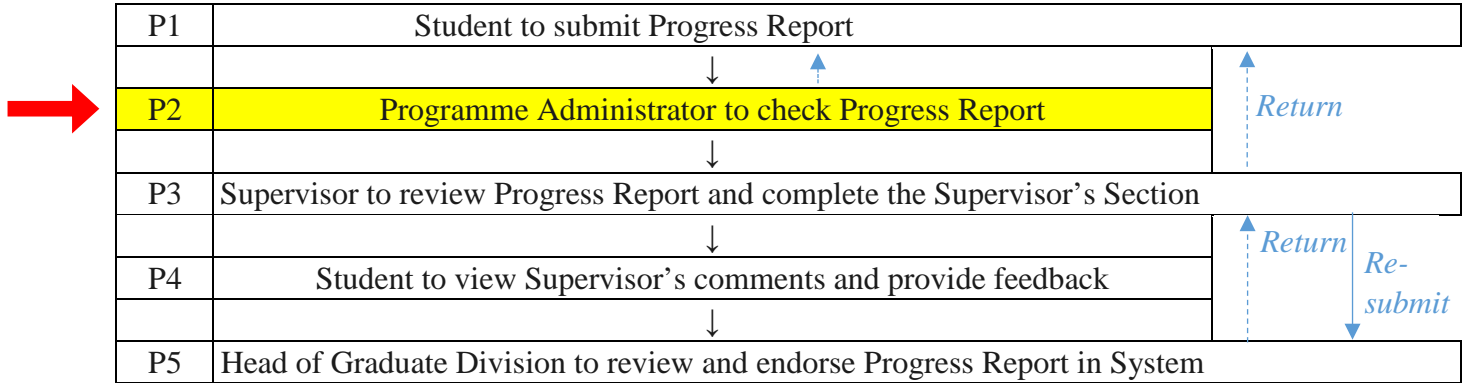 P1 Student to submit Progress Report
↓
P2 Programme Administrator to check Progress Report
Return
↓
P3 Supervisor to review Progress Report and complete the Supervisor’s Section
↓
Return
P4 Student to view Supervisor’s comments and provide feedback
Re-
submit
↓
P5 Head of Graduate Division to review and endorse Progress Report in System